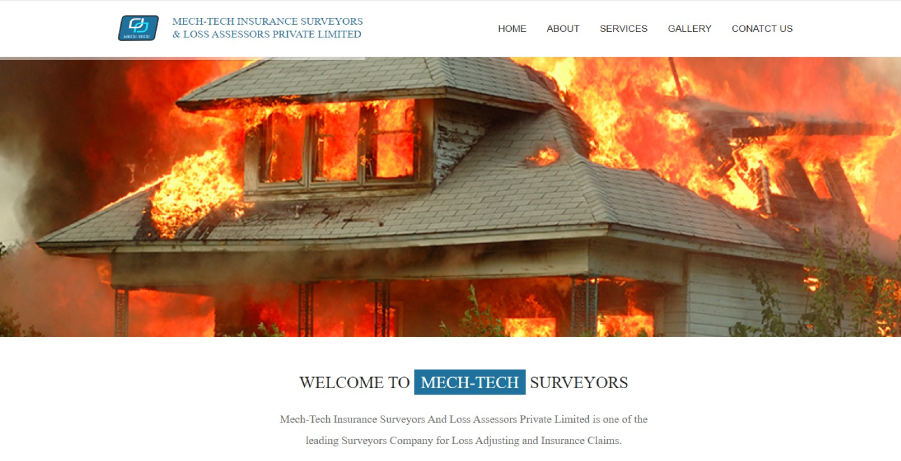 MECH-TECH INSURANCE SURVEYORS
& LOSS ASSESSORS PRIVATE LIMITED
MECH-TECH
HOME ABOUT SERVICES GALLERY CONATCT US
WELCOME TO MECH-TECH SURVEYORS
Mech-Tech Insurance Surveyors And Loss Assessors Private Limited is one of the
leading Surveyors Company for Loss Adjusting and Insurance Claims.